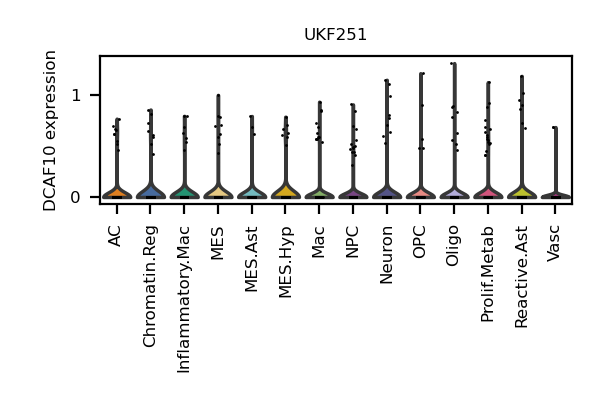 UKF251
DCAF10 expression
1
0
AC
Chromatin.Reg
Inflammatory.Mac
MES
MES.Ast
MES.Hyp
Mac
NPC
Neuron
OPC
Oligo
Prolif.Metab
Reactive.Ast
Vasc